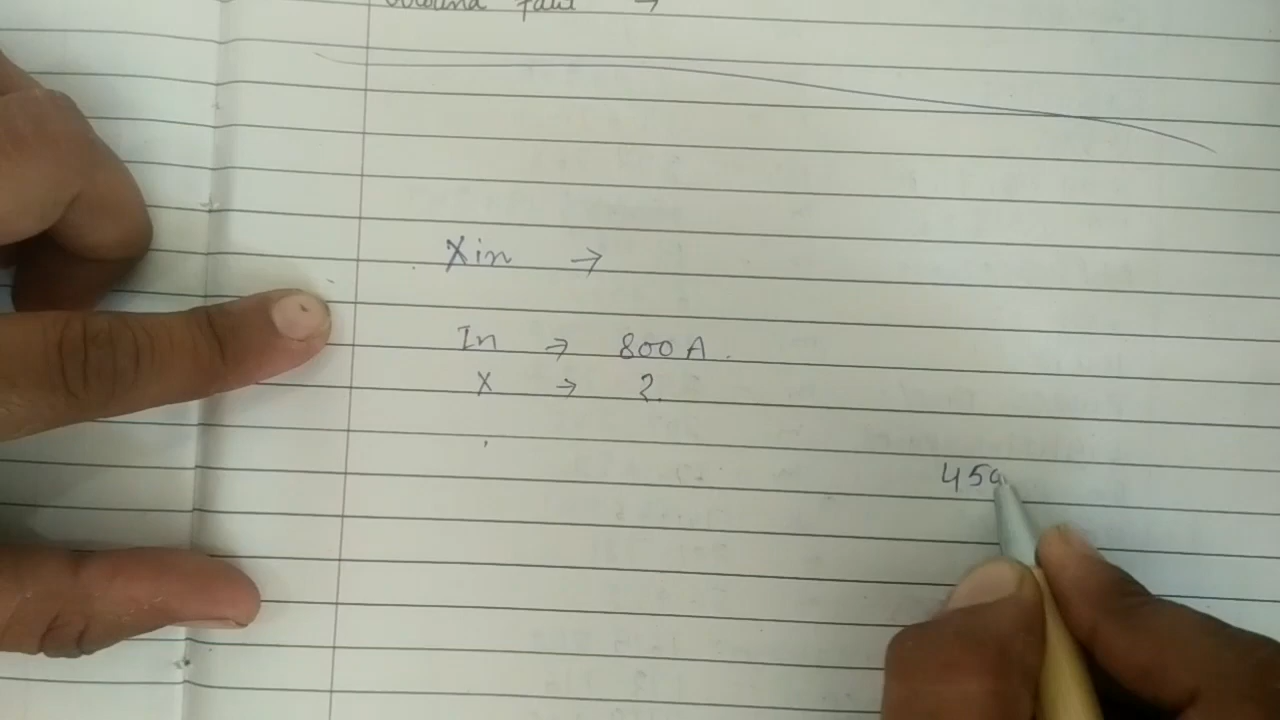 →
Xin →
In → 800 A.
X → 2.
45